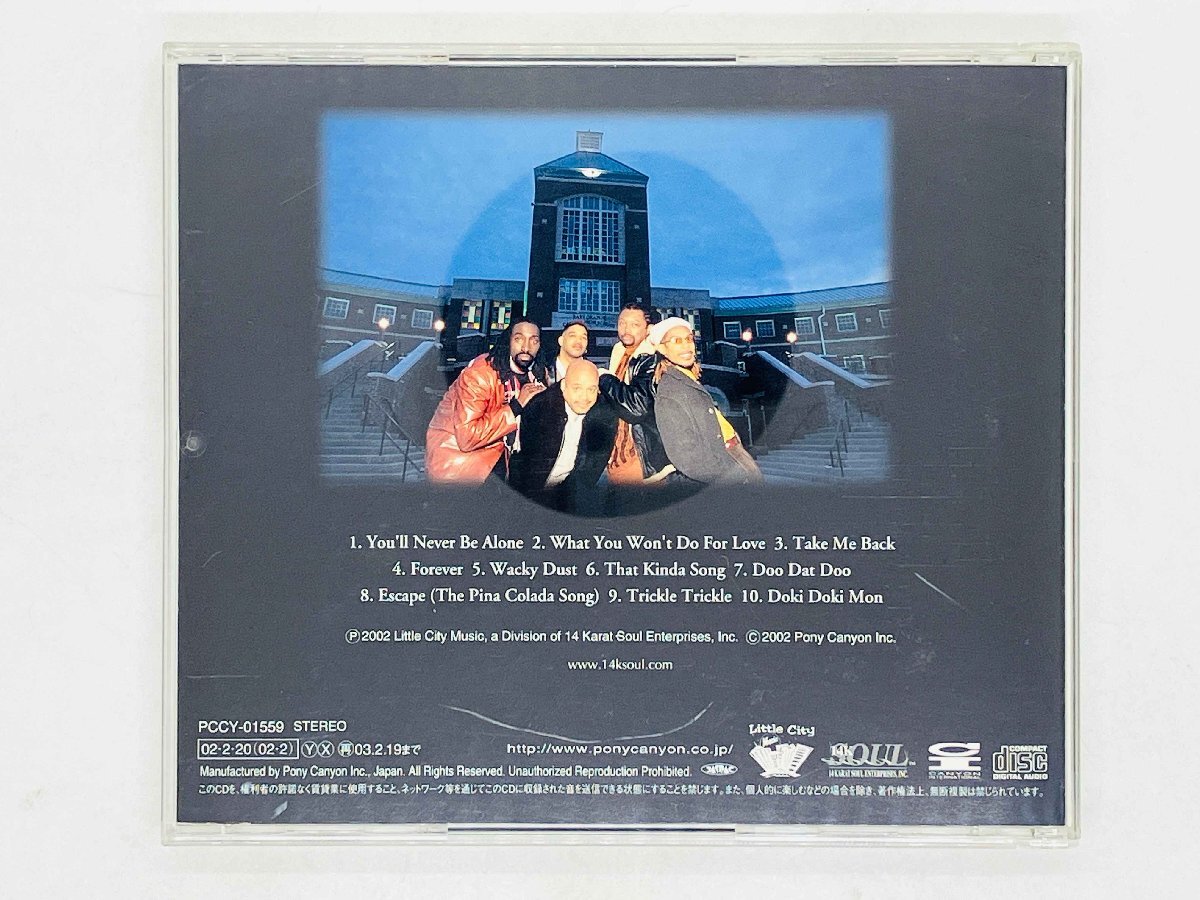 1. You'll Never Be Alone 2. What You Won't Do For Love 3. Take Me Back
4. Forever 5. Wacky Dust 6. That Kinda Song 7. Doo Dat Doo
8. Escape (The Pina Colada Song) 9. Trickle Trickle 10. Doki Doki Mon
Ⓟ2002 Little City Music, a Division of 14 Karat Soul Enterprises, Inc. Ⓒ2002 Pony Canyon Inc.
www.14ksoul.com
PCCY-01559 STEREO
02-2-20(02-2) Ⓨ Ⓧ 再 03.2.19まで
http://www.ponycanyon.co.jp/
Little City
Music
14k SOUL™
14 KARAT SOUL ENTERPRISES, INC.
CANYON
INTERNATIONAL
COMPACT
disc
DIGITAL AUDIO
Manufactured by Pony Canyon Inc., Japan. All Rights Reserved. Unauthorized Reproduction Prohibited.
このCDを、権利者の許諾なく賃貸業に使用すること、ネットワーク等を通じてこのCDに収録された音を送信できる状態にすることを禁じます。また、個人的に楽しむなどの場合を除き、著作権法上、無断複製は禁じられています。